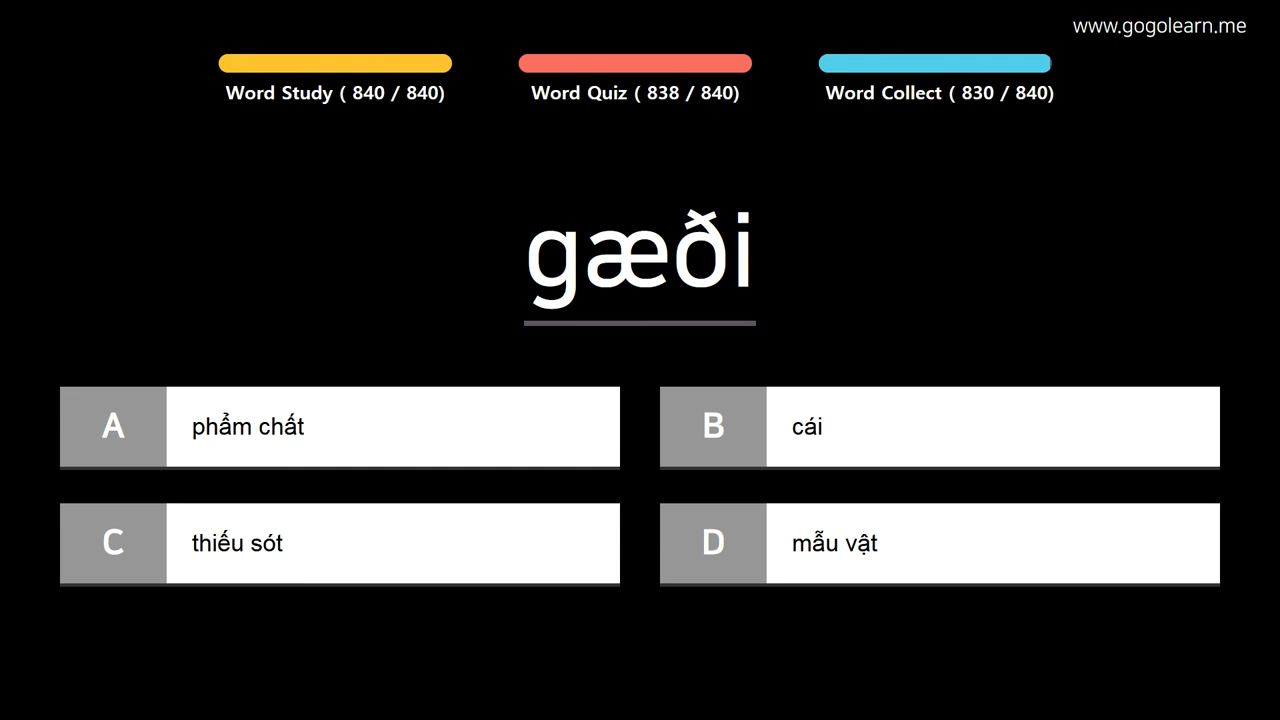 www.gogolearn.me
Word Study ( 840 / 840)
Word Quiz ( 838 / 840)
Word Collect ( 830 / 840)
gæði
A phẩm chất
B cái
C thiếu sót
D mẫu vật